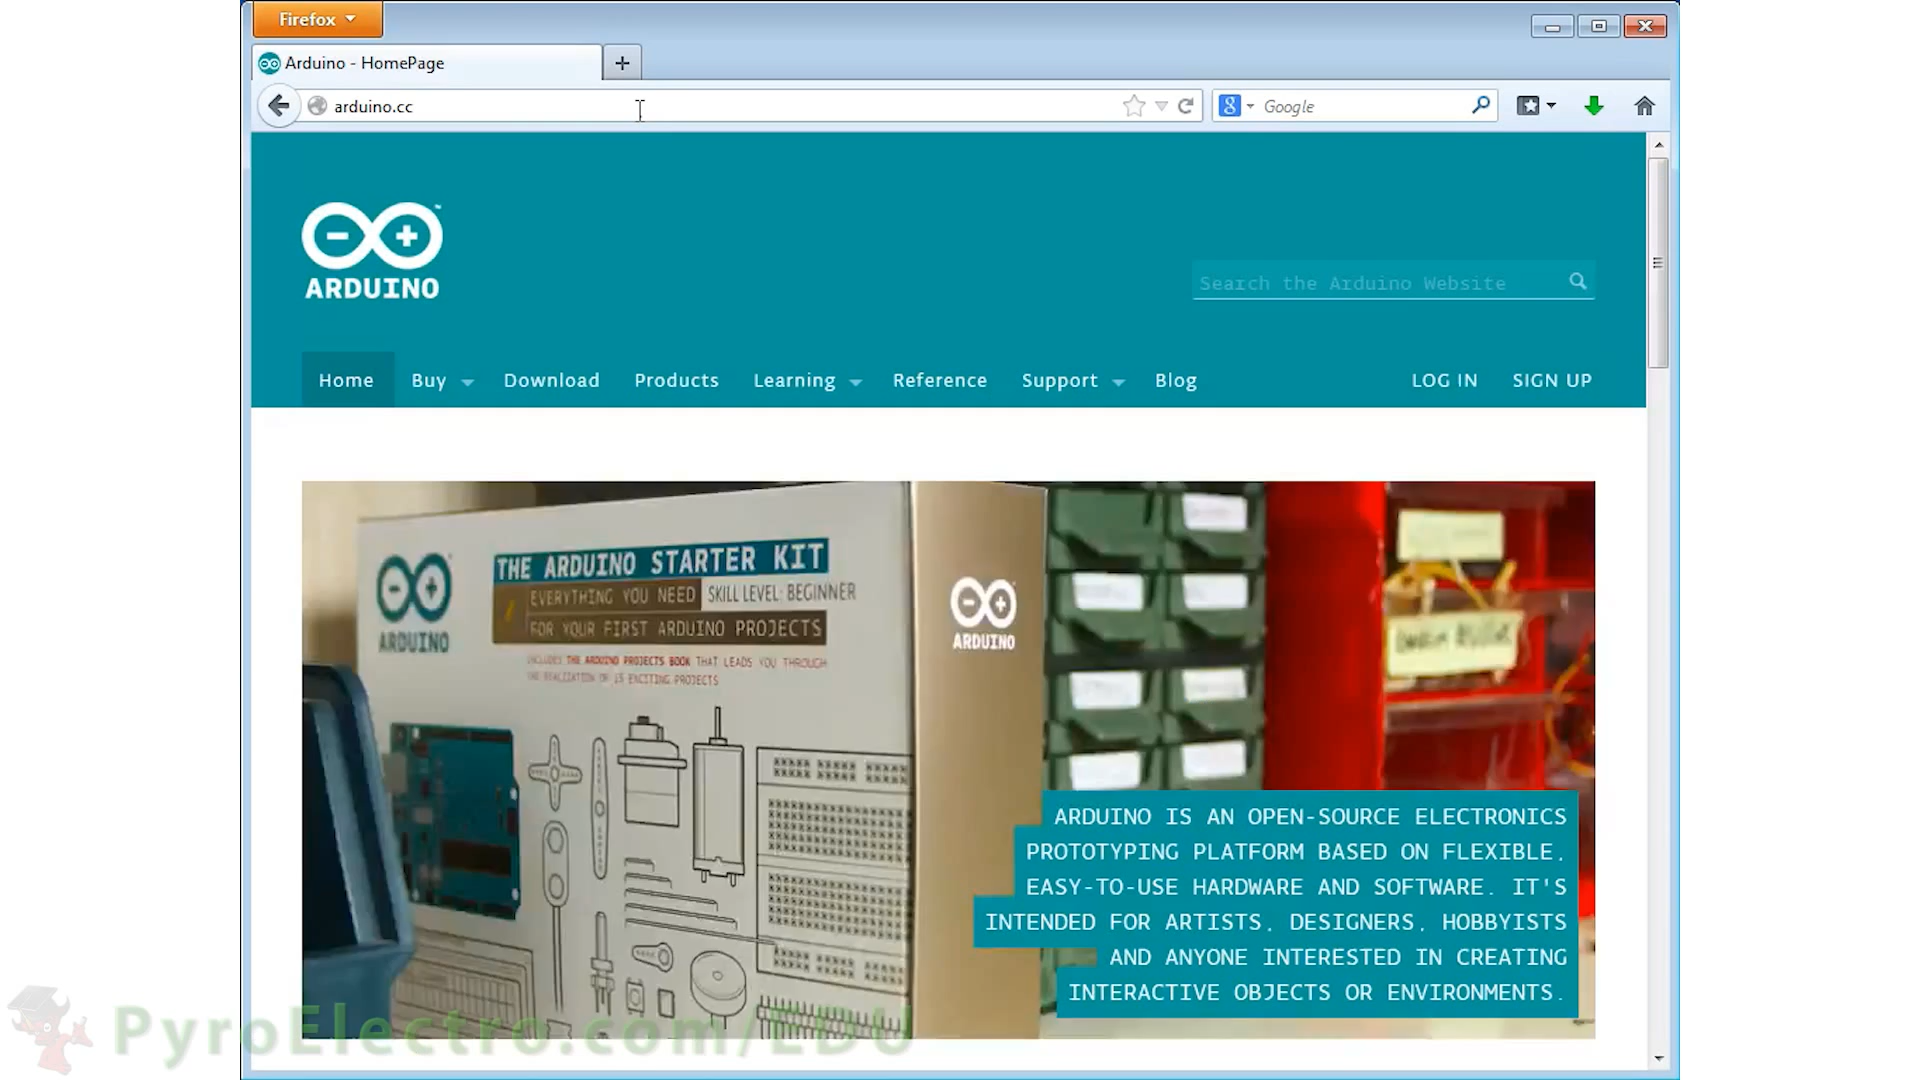 Firefox
Arduino - HomePage
arduino.cc
Google
ARDUINO
Search the Arduino Website
Home Buy Download Products Learning Reference Support Blog LOG IN SIGN UP
THE ARDUINO STARTER KIT
EVERYTHING YOU NEED SKILL LEVEL: BEGINNER
FOR YOUR FIRST ARDUINO PROJECTS
INCLUDES THE ARDUINO PROJECTS BOOK THAT LEADS YOU THROUGH
THE REALIZATION OF 15 EXCITING PROJECTS
ARDUINO
ARDUINO
ARDUINO IS AN OPEN-SOURCE ELECTRONICS
PROTOTYPING PLATFORM BASED ON FLEXIBLE,
EASY-TO-USE HARDWARE AND SOFTWARE. IT'S
INTENDED FOR ARTISTS, DESIGNERS, HOBBYISTS
AND ANYONE INTERESTED IN CREATING
INTERACTIVE OBJECTS OR ENVIRONMENTS.
PyroElectro.com/EDU